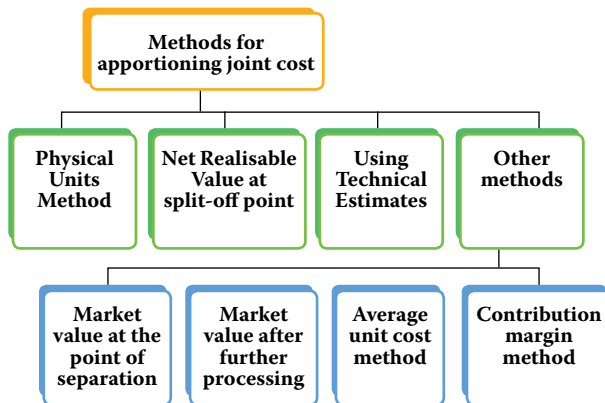 Methods for
apportioning joint cost
Physical
Units
Method
Net Realisable
Value at
split-off point
Using
Technical
Estimates
Other
methods
Market
value at the
point of
separation
Market
value after
further
processing
Average
unit cost
method
Contribution
margin
method